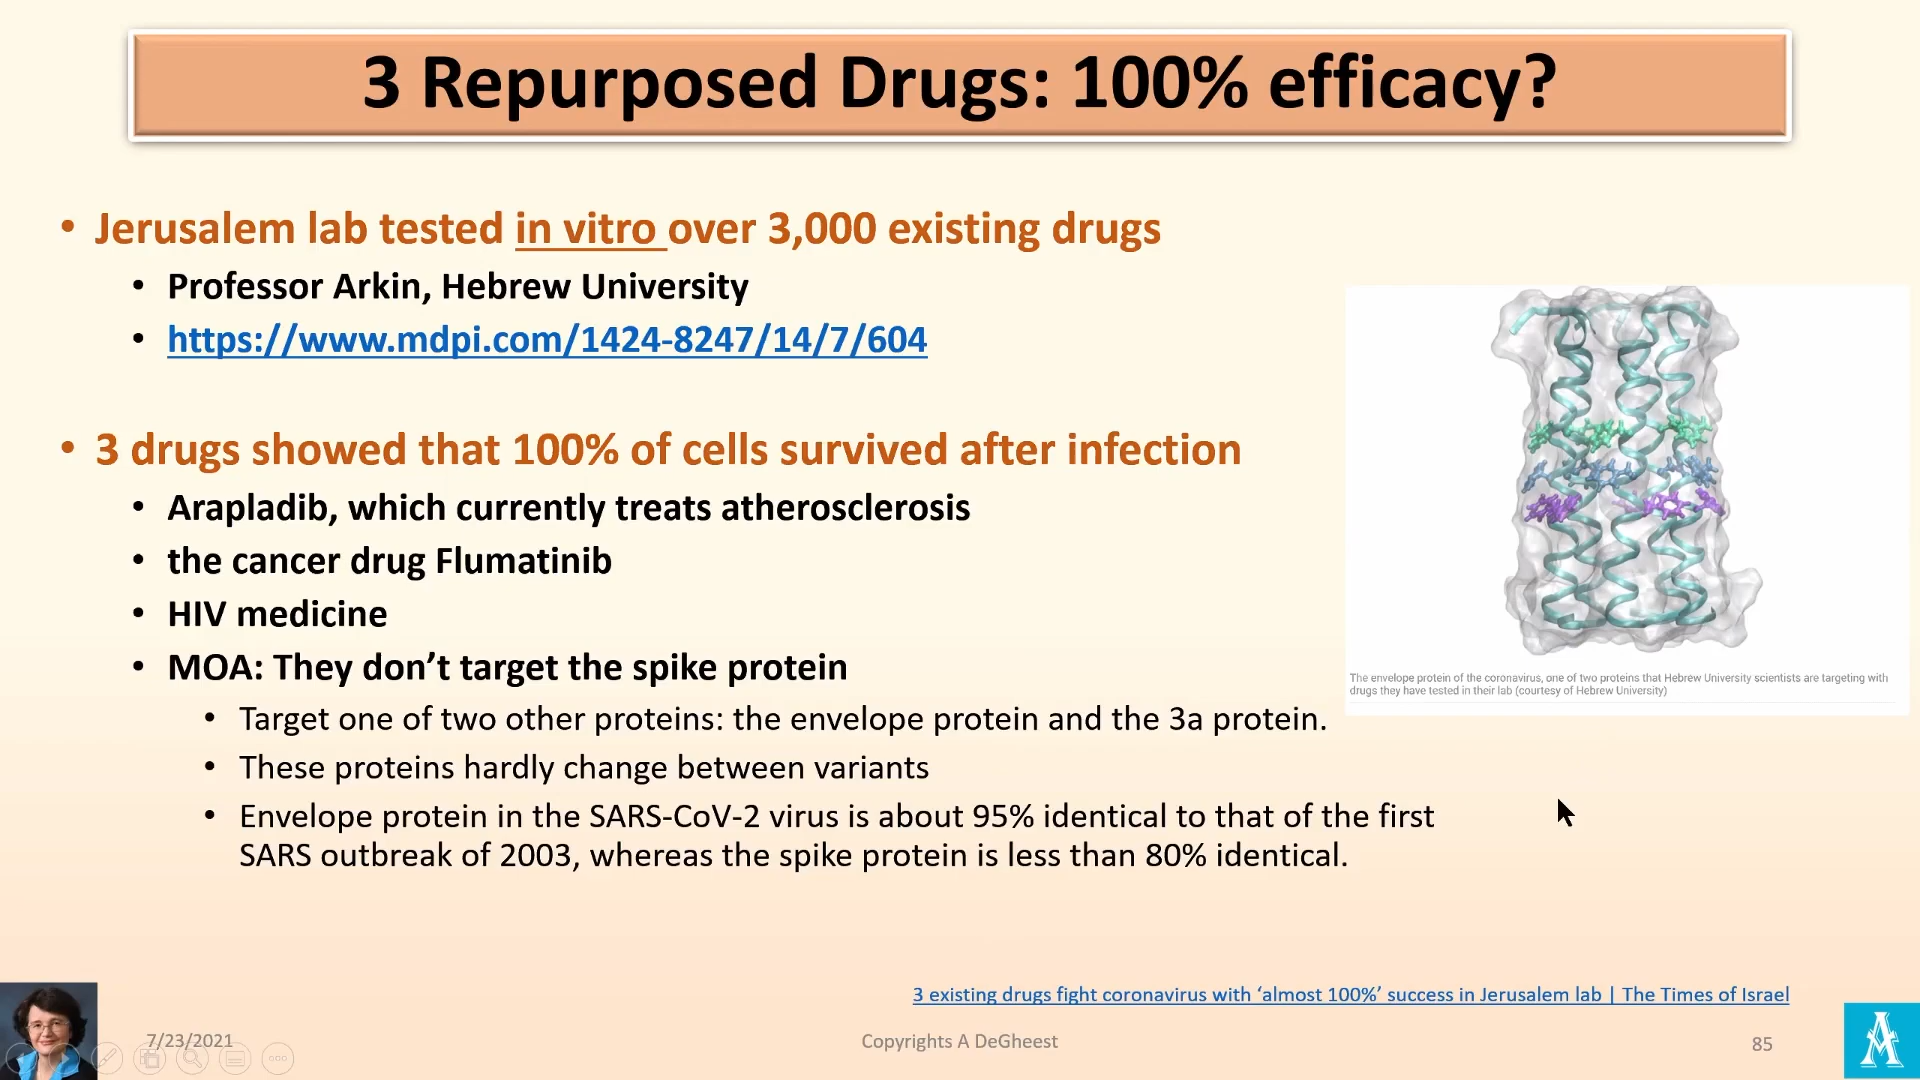 3 Repurposed Drugs: 100% efficacy?
• Jerusalem lab tested in vitro over 3,000 existing drugs
• Professor Arkin, Hebrew University
• https://www.mdpi.com/1424-8247/14/7/604
• 3 drugs showed that 100% of cells survived after infection
• Arapladib, which currently treats atherosclerosis
• the cancer drug Flumatinib
• HIV medicine
• MOA: They don’t target the spike protein
• Target one of two other proteins: the envelope protein and the 3a protein.
• These proteins hardly change between variants
• Envelope protein in the SARS-CoV-2 virus is about 95% identical to that of the first
SARS outbreak of 2003, whereas the spike protein is less than 80% identical.
The envelope protein of the coronavirus, one of two proteins that Hebrew University scientists are targeting with
drugs they have tested in their lab (courtesy of Hebrew University)
3 existing drugs fight coronavirus with ‘almost 100%’ success in Jerusalem lab | The Times of Israel
7/23/2021
Copyrights A DeGheest
85
A